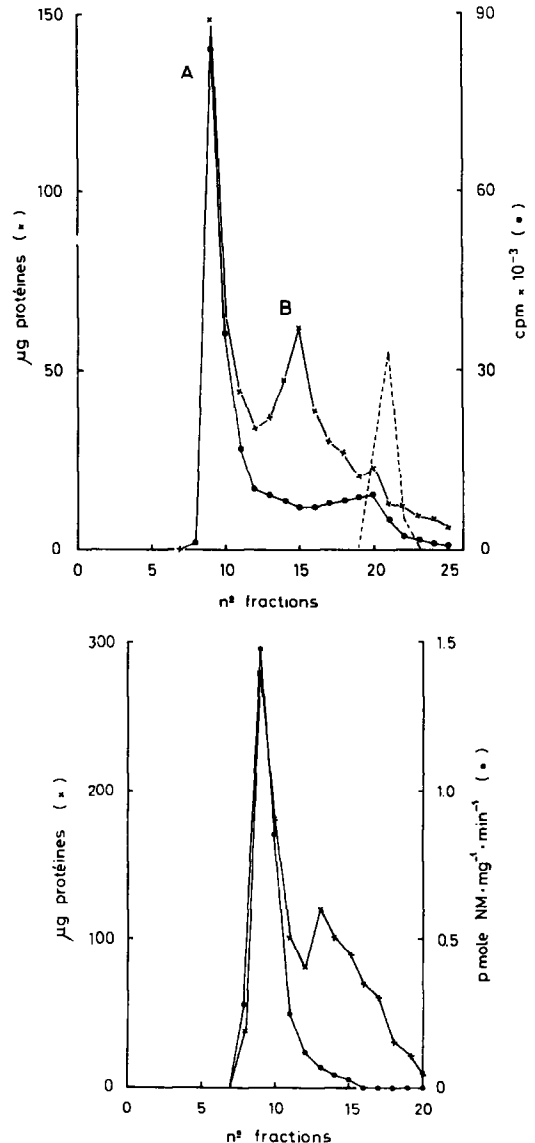 150
100
50
0
µg protéines (×)
90
60
30
0
cpm × 10⁻³ (•)
A
B
0 5 10 15 20 25
nº fractions
300
200
100
0
µg protéines (×)
1.5
1.0
0.5
0
pmole NM·mg⁻¹·min⁻¹ (•)
0 5 10 15 20
nº fractions